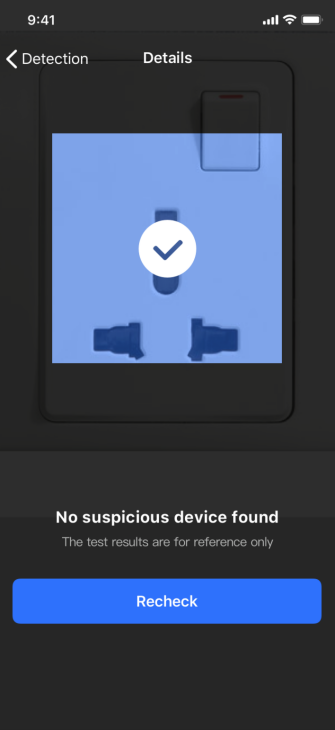 9:41
Detection
Details
No suspicious device found
The test results are for reference only
Recheck